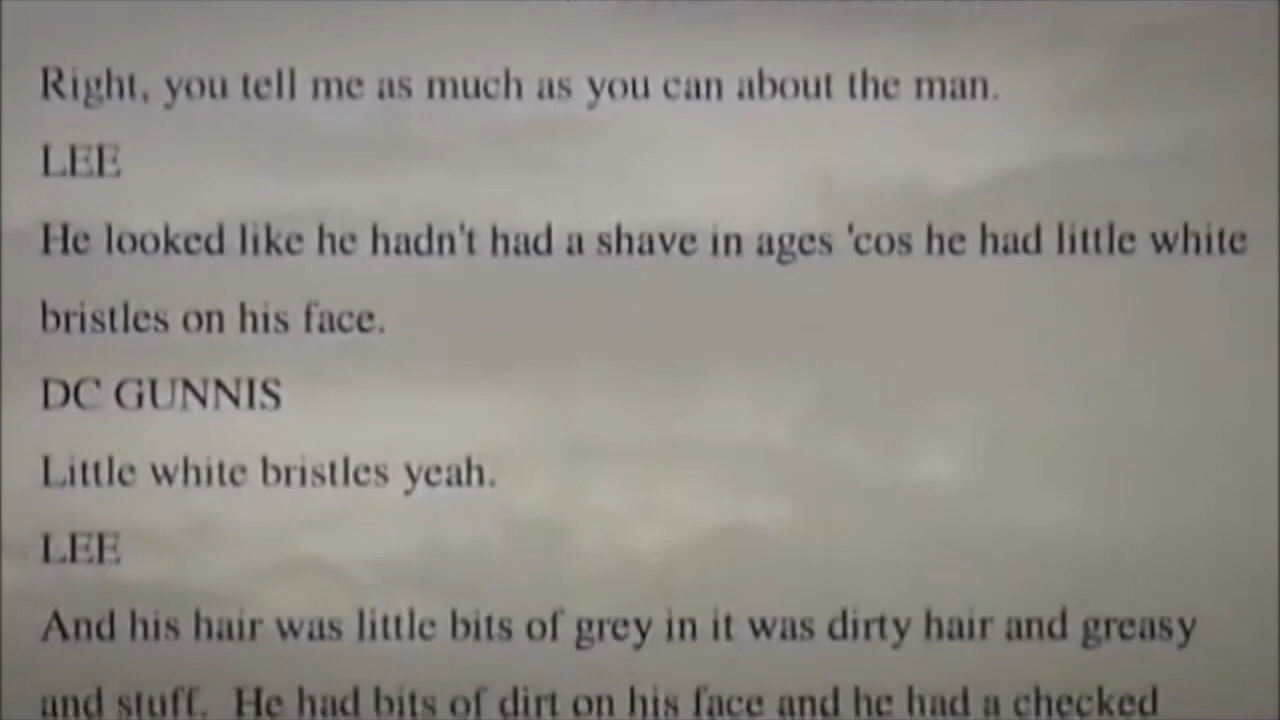 Right, you tell me as much as you can about the man.
LEE
He looked like he hadn't had a shave in ages 'cos he had little white
bristles on his face.
DC GUNNIS
Little white bristles yeah.
LEE
And his hair was little bits of grey in it was dirty hair and greasy
and stuff. He had bits of dirt on his face and he had a checked